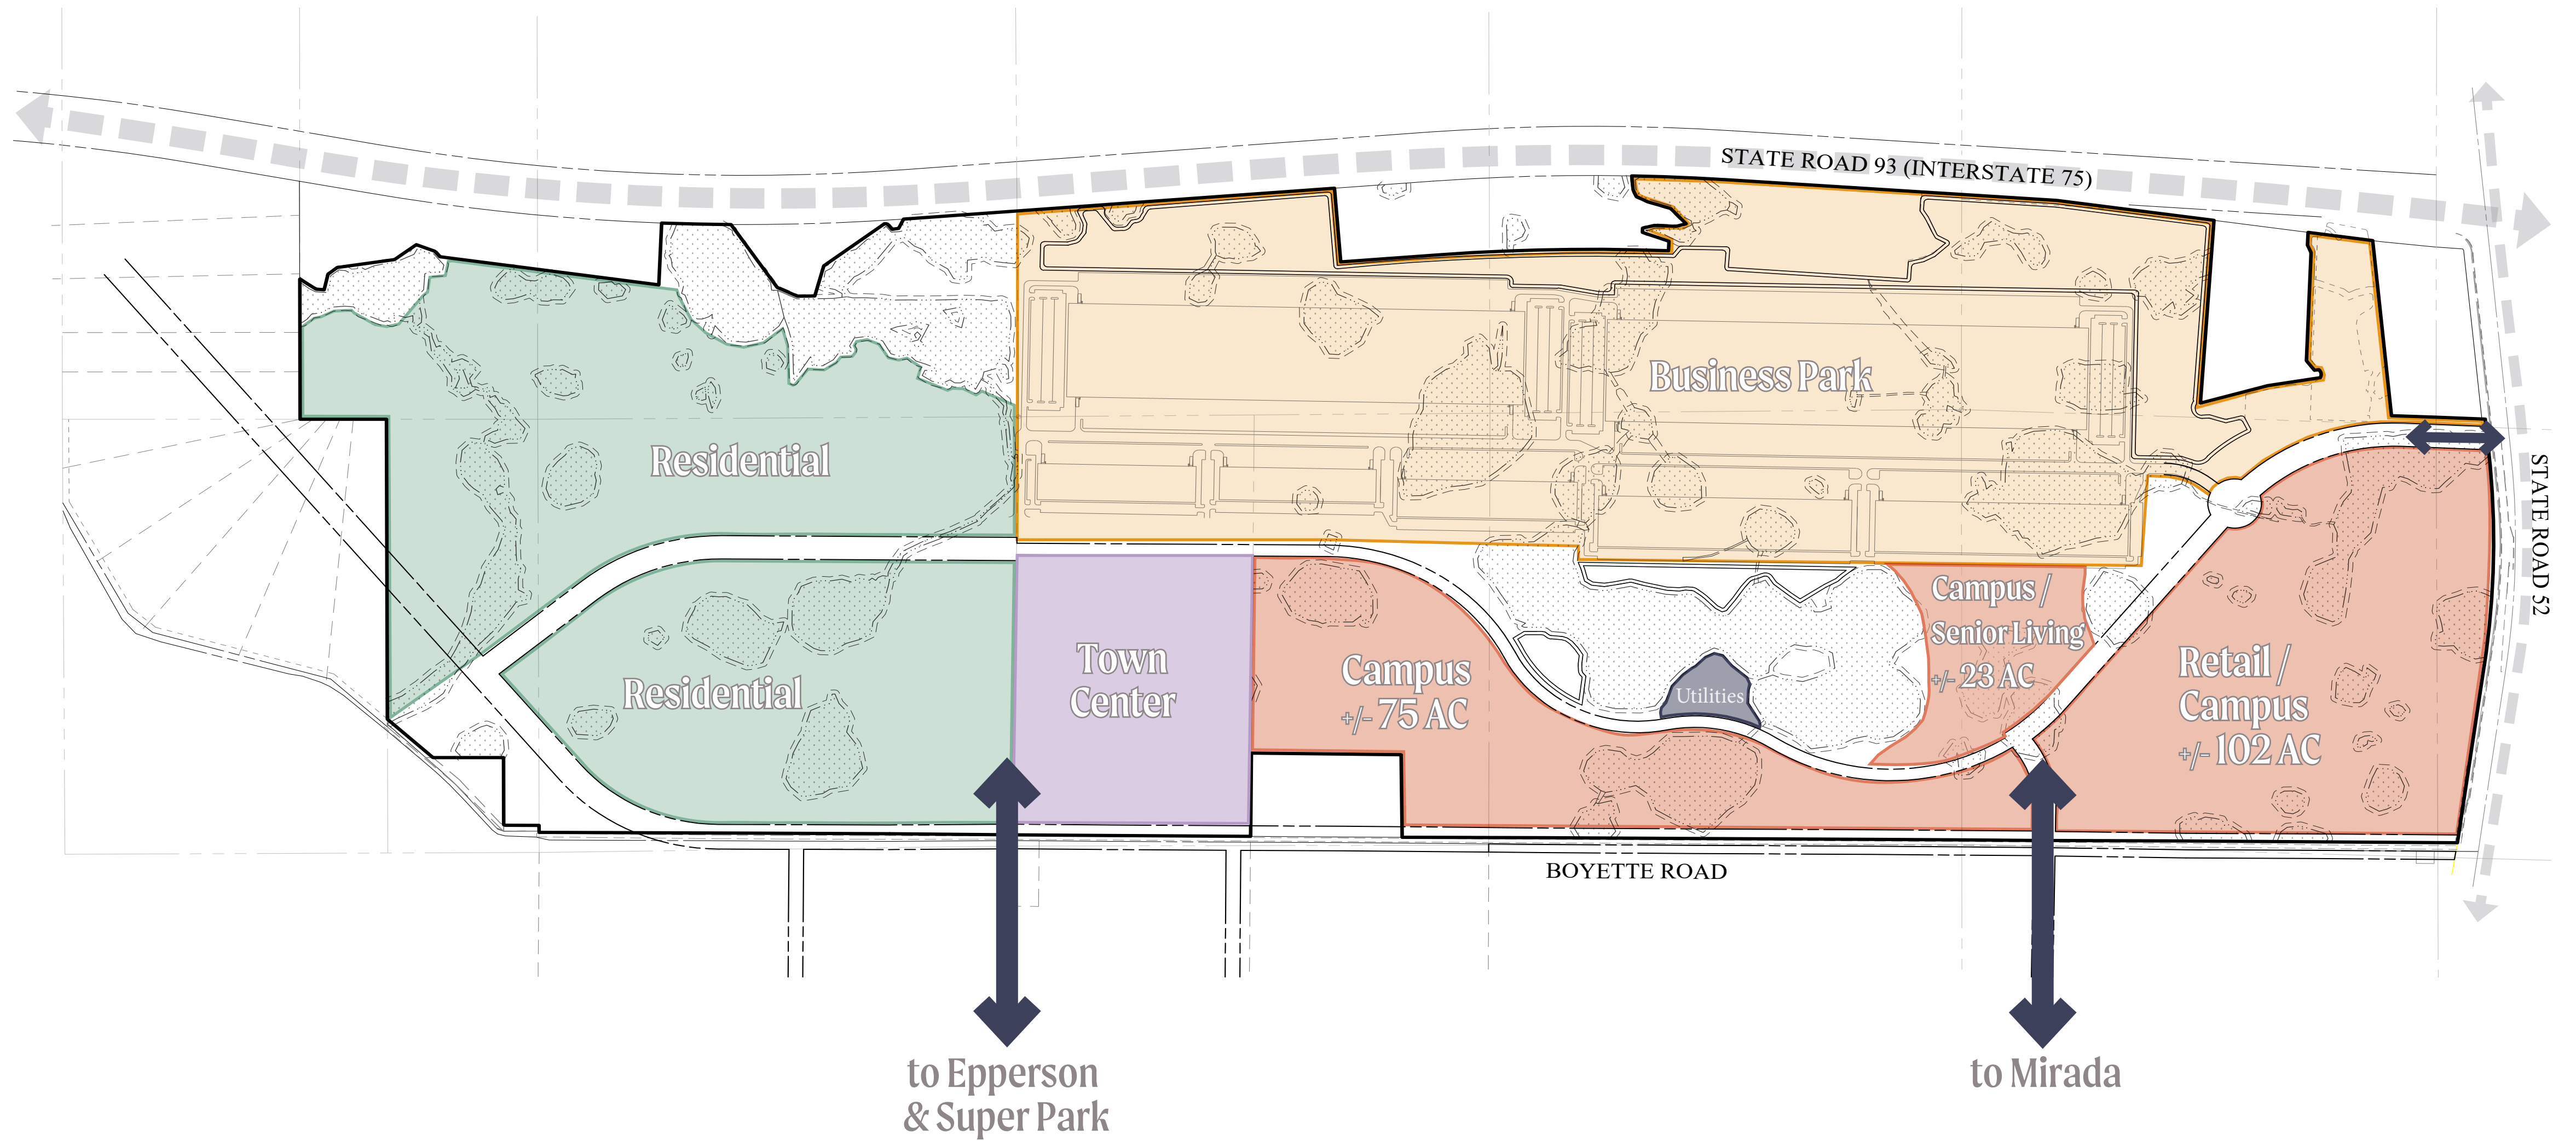 STATE ROAD 93 (INTERSTATE 75)
Business Park
Residential
STATE ROAD 52
Campus /
Senior Living
+/- 23 AC
Town
Center
Campus
+/- 75 AC
Utilities
Retail /
Campus
+/- 102 AC
Residential
BOYETTE ROAD
to Epperson
& Super Park
to Mirada